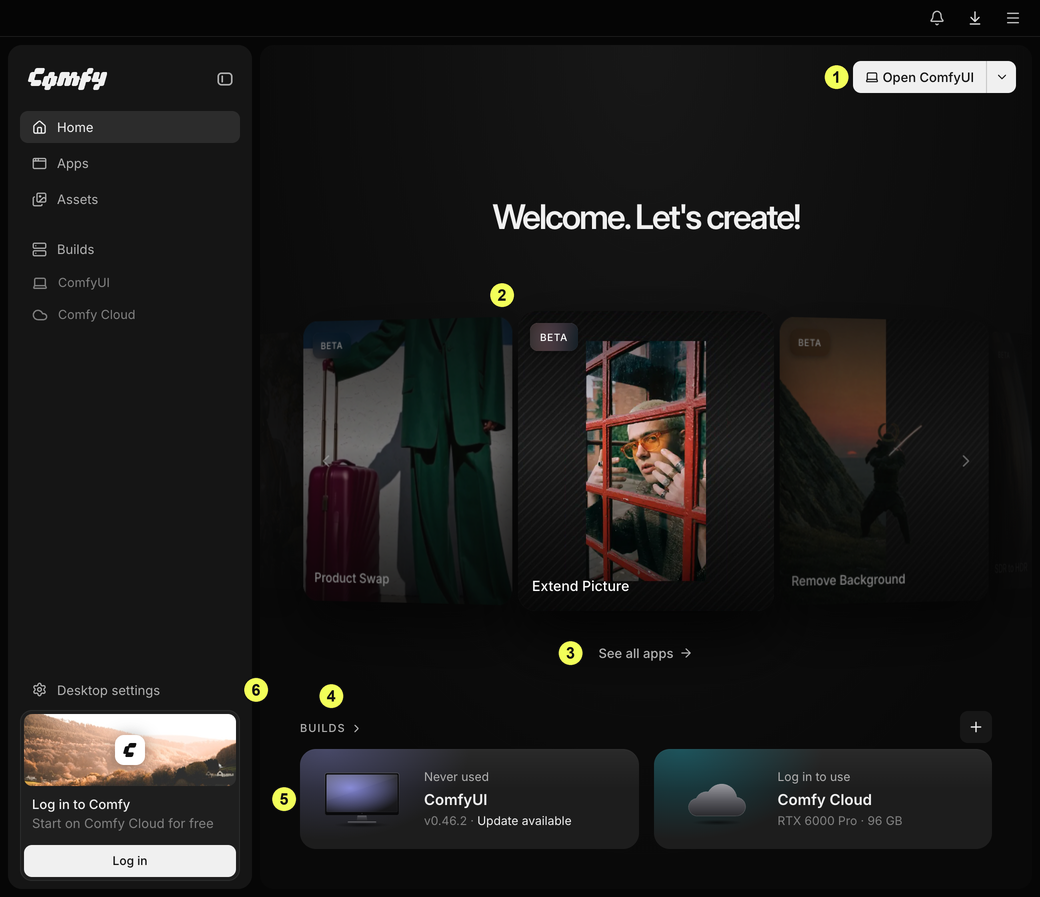 Comfy
1
Open ComfyUI
Home
Apps
Assets
Builds
ComfyUI
Comfy Cloud
Welcome. Let's create!
2
BETA
BETA
BETA
Product Swap
Extend Picture
Remove Background
3
See all apps
Desktop settings
6
4
BUILDS
5
Never used
ComfyUI
v0.46.2 · Update available
Log in to use
Comfy Cloud
RTX 6000 Pro · 96 GB
Log in to Comfy
Start on Comfy Cloud for free
Log in